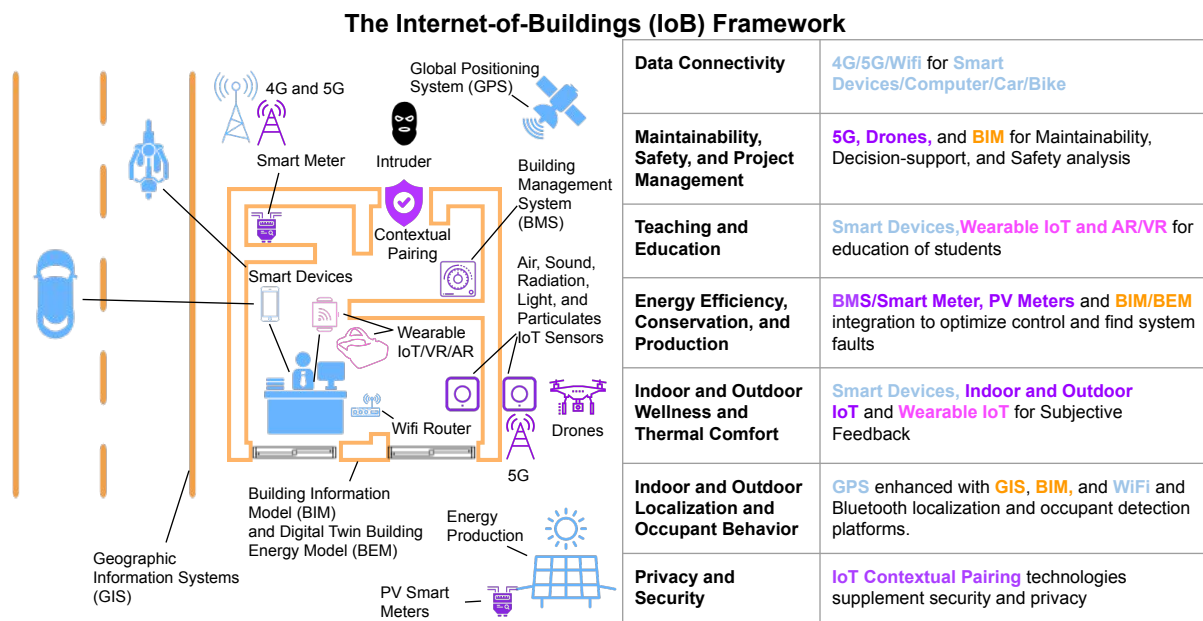 The Internet-of-Buildings (IoB) Framework
4G and 5G
Global Positioning
System (GPS)
Smart Meter
Intruder
Building
Management
System
(BMS)
Contextual
Pairing
Smart Devices
Air, Sound,
Radiation,
Light, and
Particulates
IoT Sensors
Wearable
IoT/VR/AR
Wifi Router
Drones
5G
Building Information
Model (BIM)
and Digital Twin Building
Energy Model (BEM)
Energy
Production
Geographic
Information Systems
(GIS)
PV Smart
Meters
Data Connectivity
4G/5G/Wifi for Smart
Devices/Computer/Car/Bike
Maintainability,
Safety, and Project
Management
5G, Drones, and BIM for Maintainability,
Decision-support, and Safety analysis
Teaching and
Education
Smart Devices,Wearable IoT and AR/VR for
education of students
Energy Efficiency,
Conservation, and
Production
BMS/Smart Meter, PV Meters and BIM/BEM
integration to optimize control and find system
faults
Indoor and Outdoor
Wellness and
Thermal Comfort
Smart Devices, Indoor and Outdoor
IoT and Wearable IoT for Subjective
Feedback
Indoor and Outdoor
Localization and
Occupant Behavior
GPS enhanced with GIS, BIM, and WiFi and
Bluetooth localization and occupant detection
platforms.
Privacy and
Security
IoT Contextual Pairing technologies
supplement security and privacy